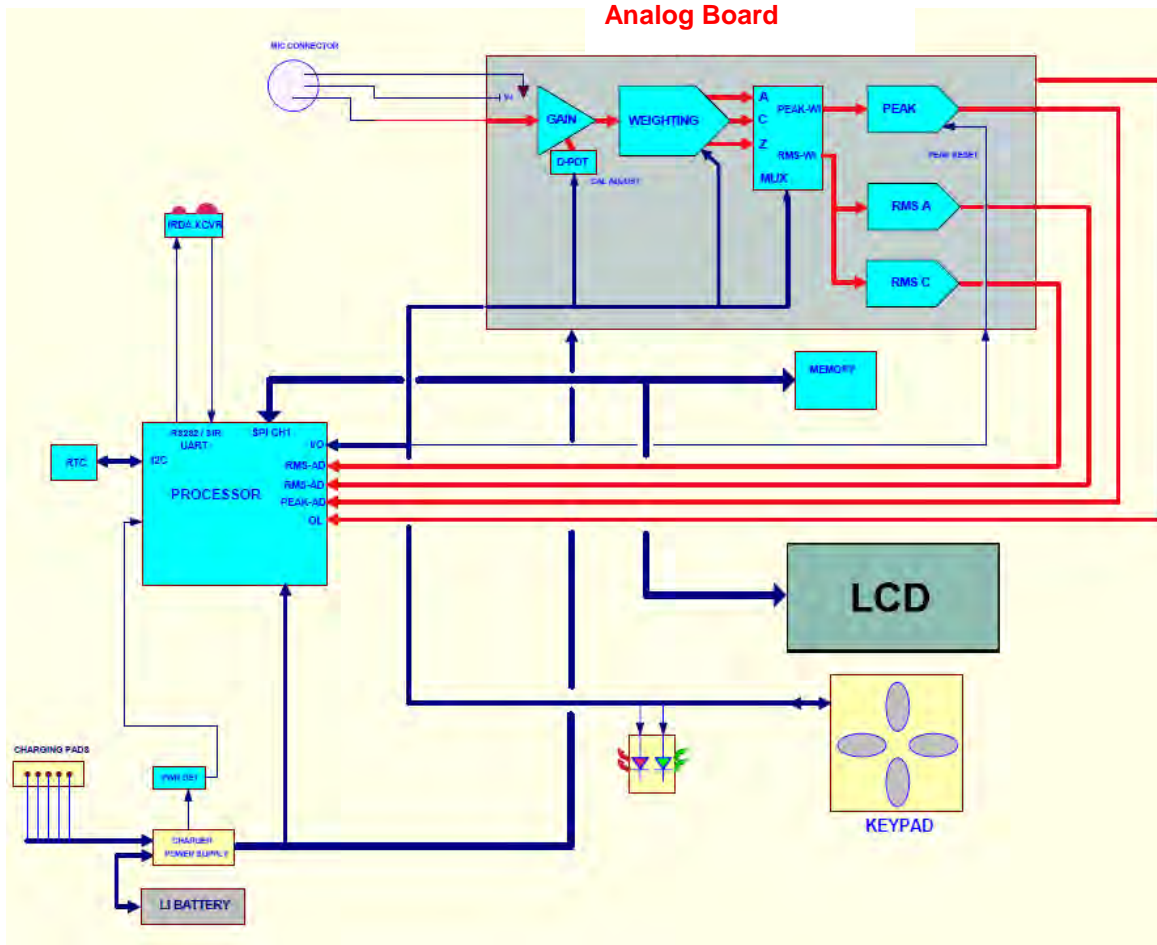 Analog Board
MIC CONNECTOR
GAIN
D-POT
CAL ADJUST
WEIGHTING
A
C
Z
PEAK-WI
RMS-WI
MUX
PEAK
PEAK RESET
RMS A
RMS C
IRDA XCVR
MEMORY
RS232 / SIR
UART
SPI CH1
I2C
I/O
RMS-AD
RMS-AD
PEAK-AD
OL
PROCESSOR
RTC
LCD
KEYPAD
CHARGING PADS
PWR DET
CHARGER
POWER SUPPLY
LI BATTERY